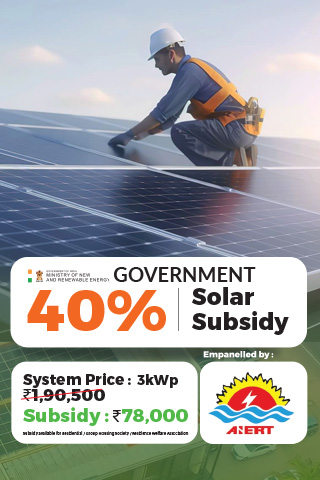 GOVERNMENT OF INDIA
MINISTRY OF NEW
AND RENEWABLE ENERGY
GOVERNMENT
40%
Solar
Subsidy
Empanelled by :
System Price : 3kWp
₹1,90,500
Subsidy : ₹78,000
Available for Residential / Group Housing Society / Residence Welfare Association
ANERT